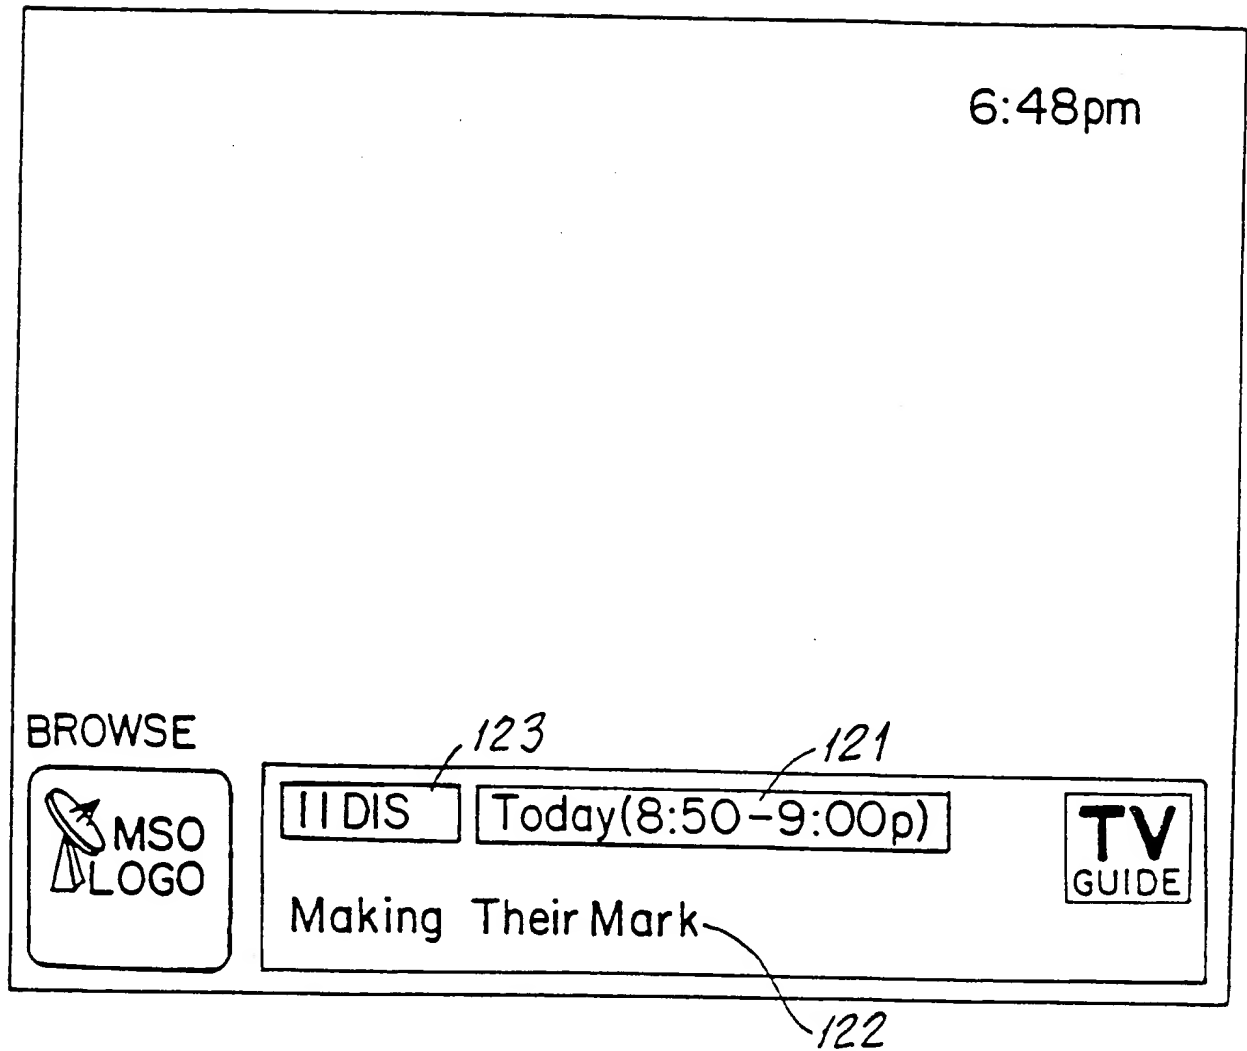 6:48pm
BROWSE
123
121
11 DIS
Today(8:50-9:00p)
MSO
LOGO
TV
GUIDE
Making Their Mark
122